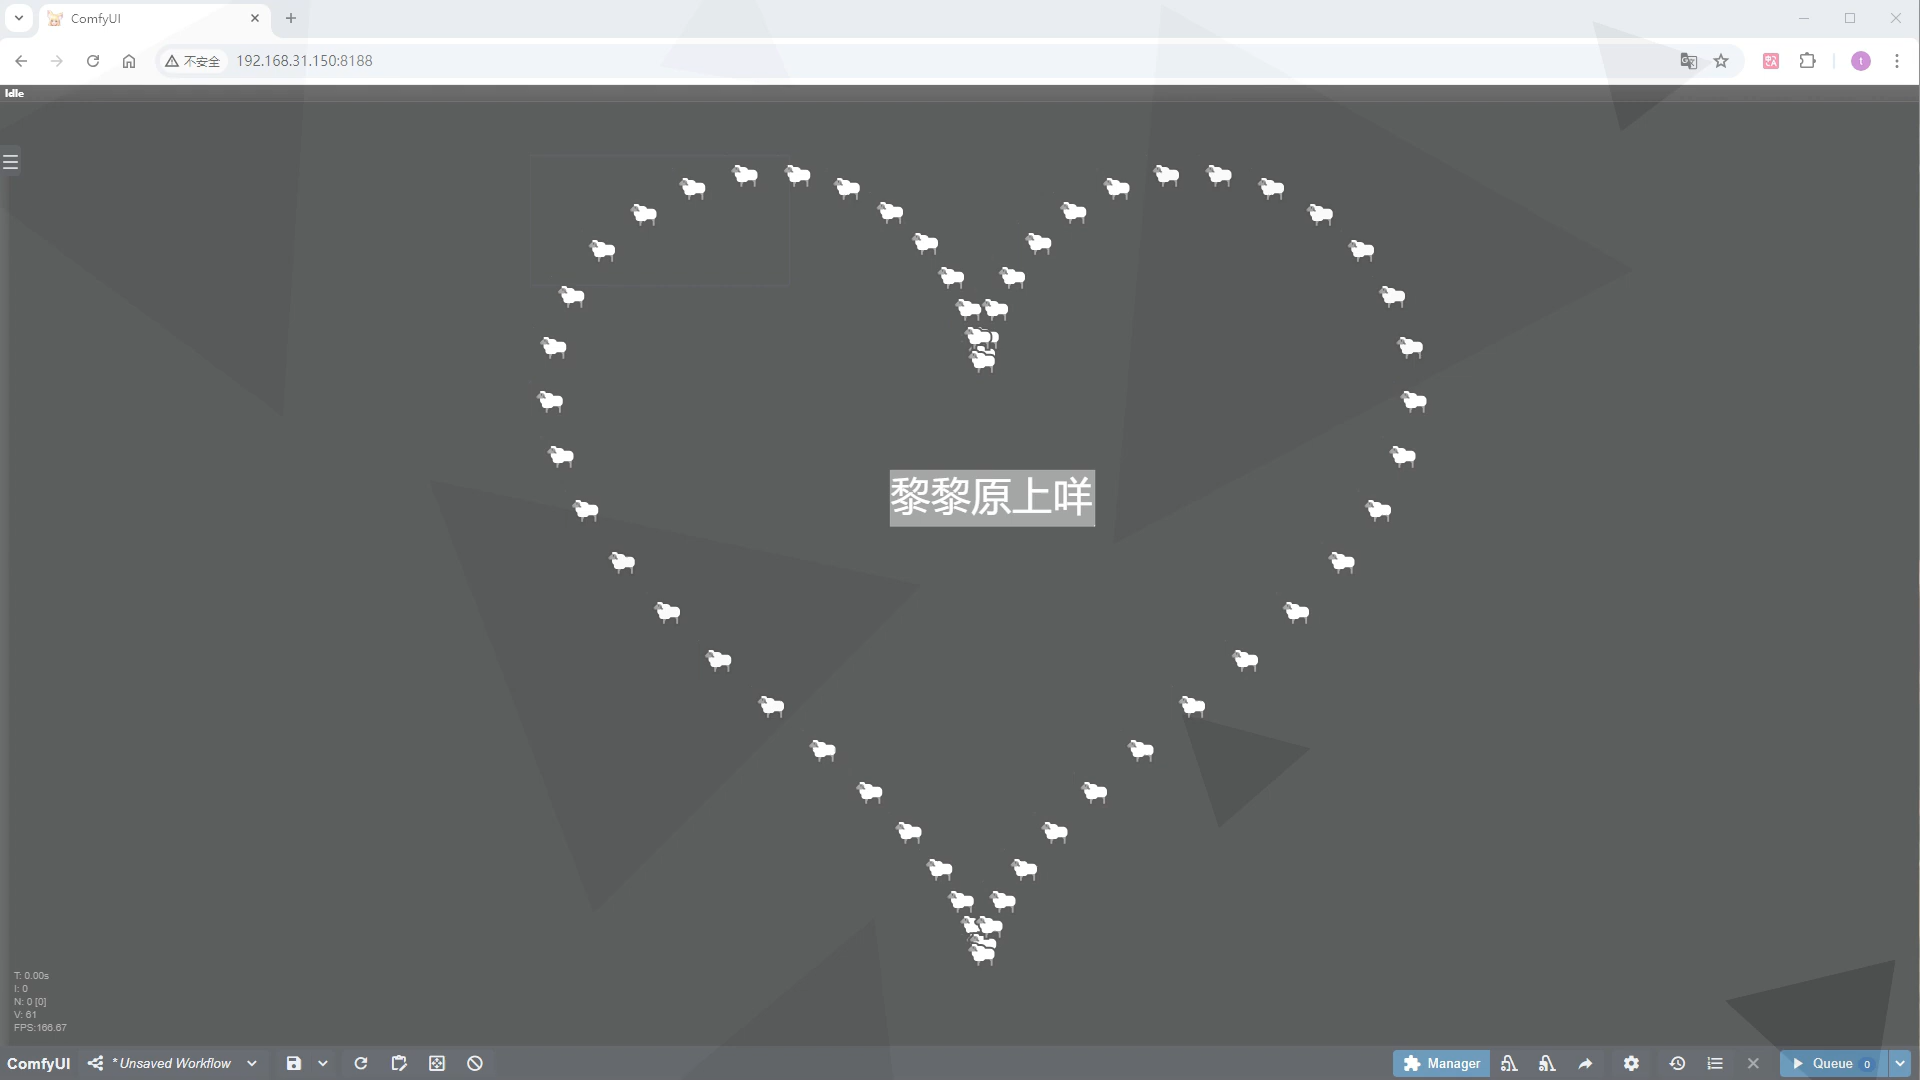 ComfyUI
不安全
192.168.31.150:8188
Idle
黎黎原上咩
T: 0.00s
I: 0
N: 0 [0]
V: 61
FPS:166.67
ComfyUI
* Unsaved Workflow
Manager
Queue 0